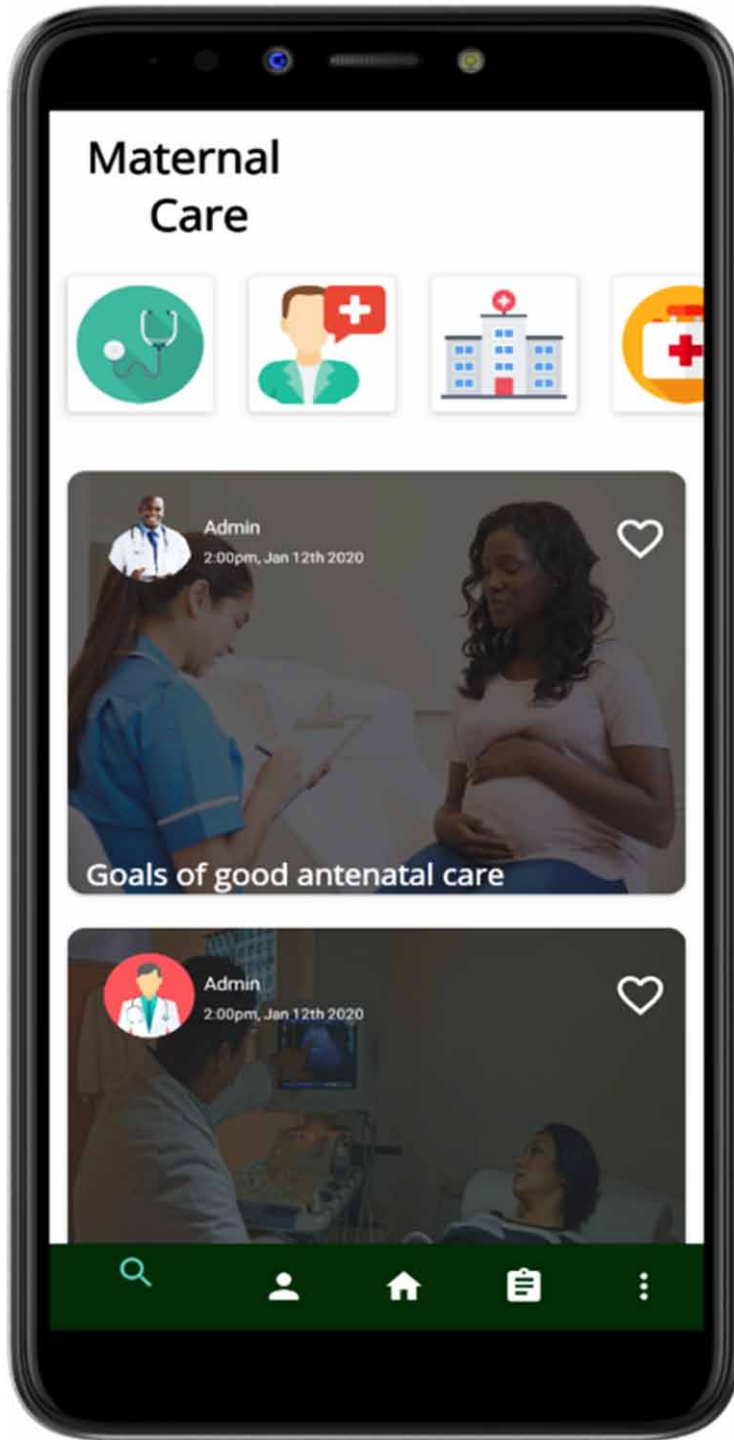 Maternal
Care
Admin
2:00pm, Jan 12th 2020
Goals of good antenatal care
Admin
2:00pm, Jan 12th 2020